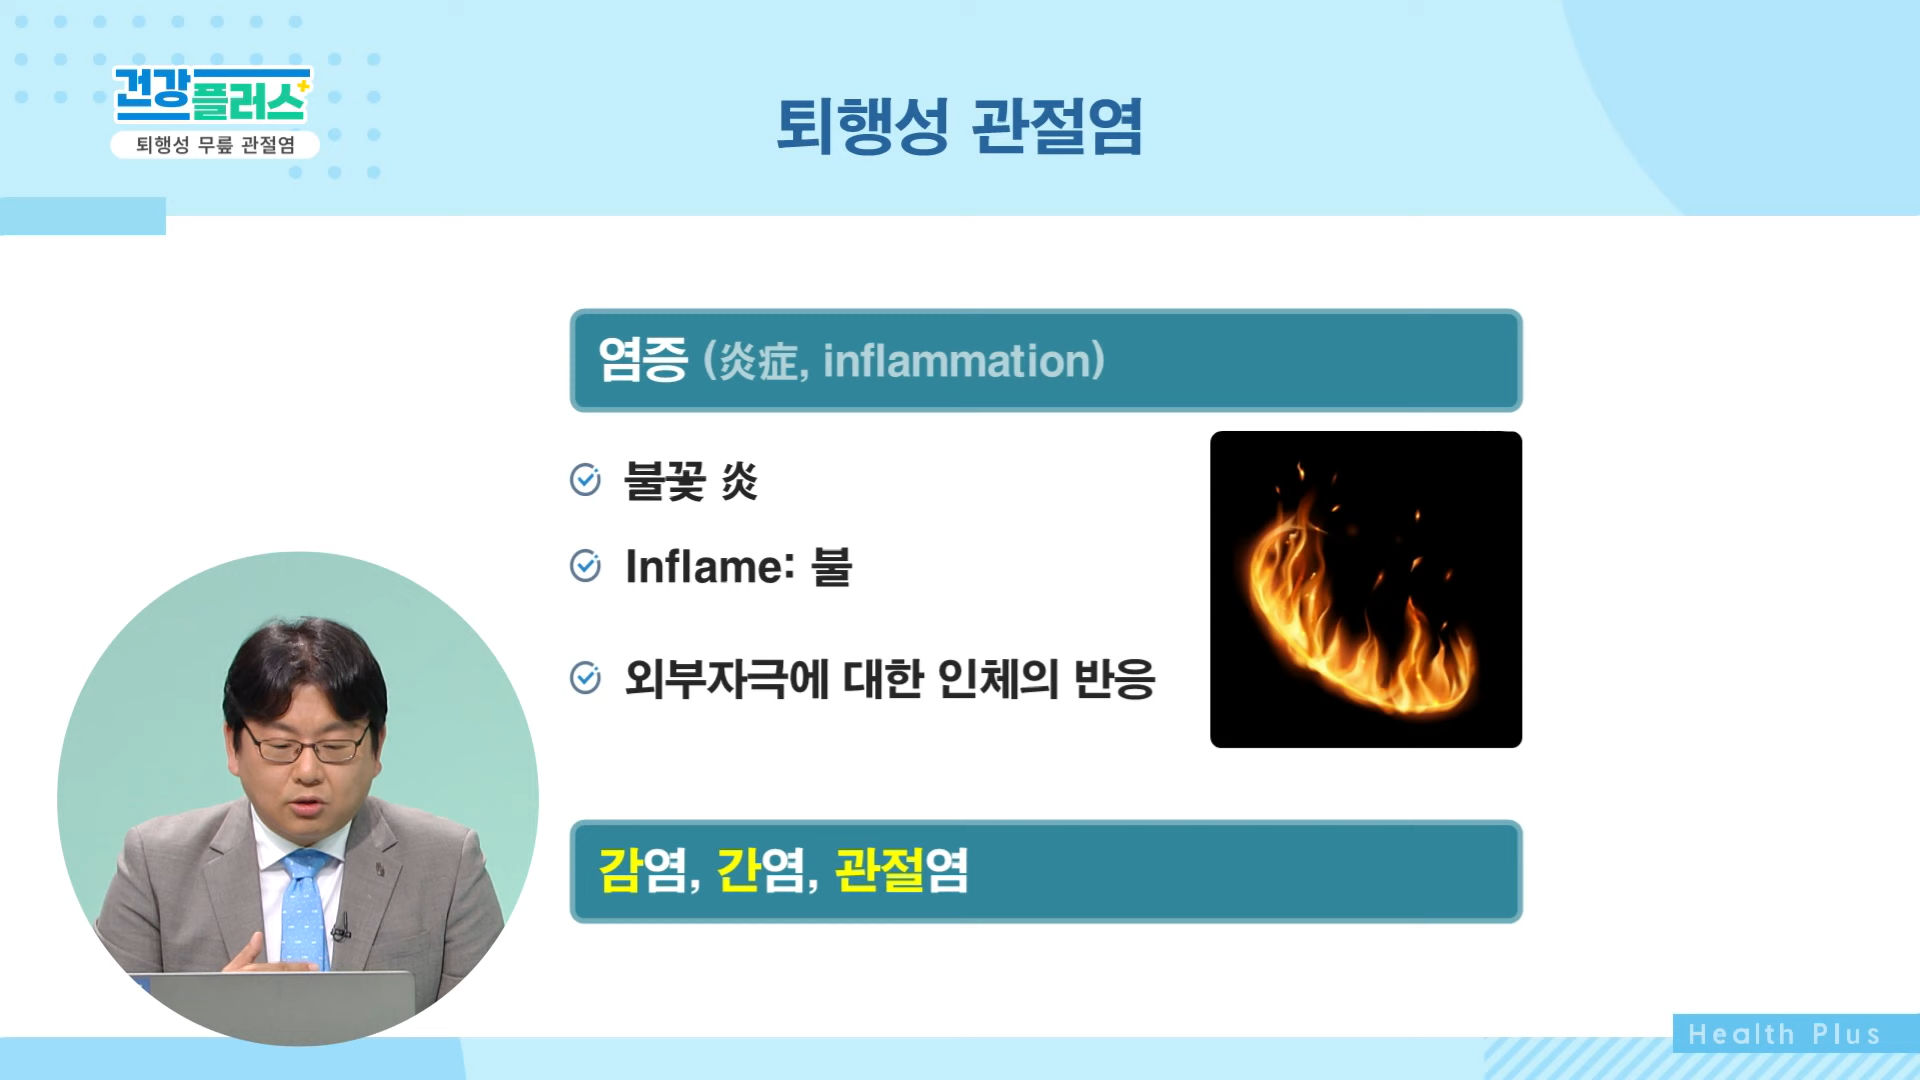 건강플러스+
퇴행성 무릎 관절염
퇴행성 관절염
염증 (炎症, inflammation)
불꽃 炎
Inflame: 불
외부자극에 대한 인체의 반응
감염, 간염, 관절염
Health Plus